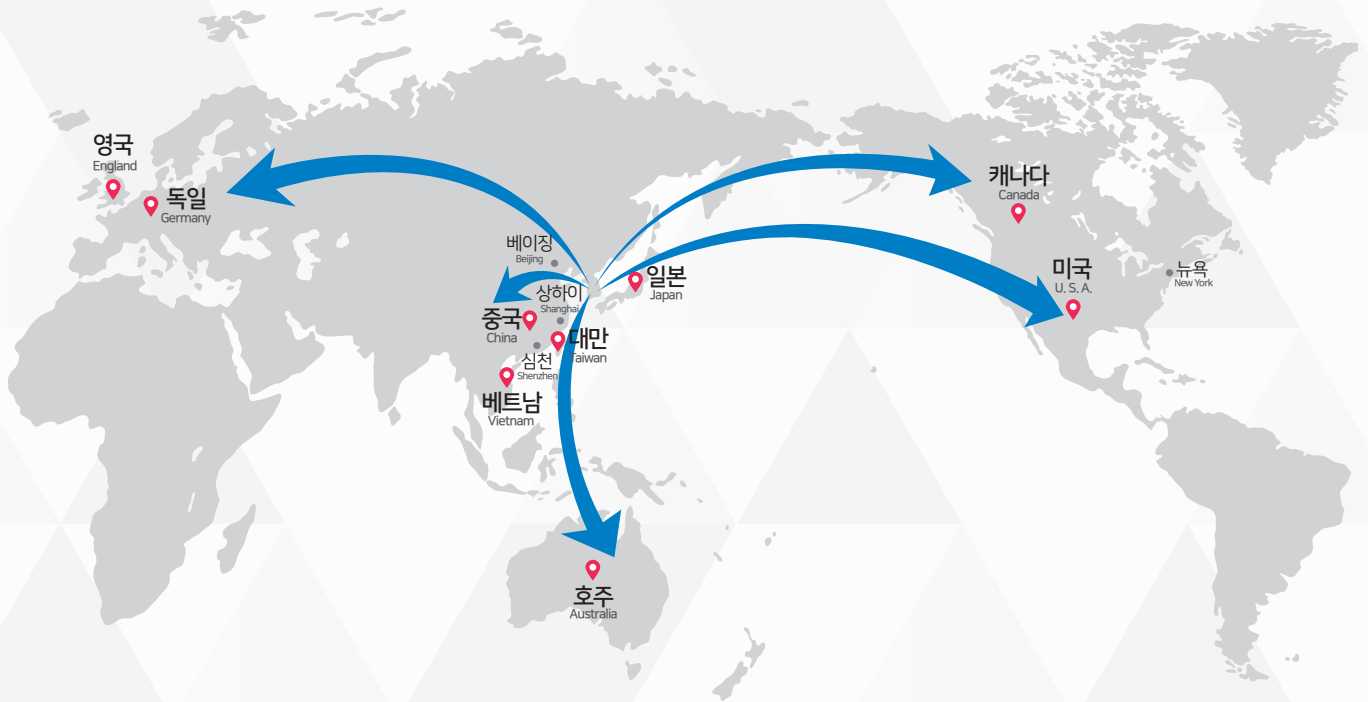 영국
England
독일
Germany
베이징
Beijing
상하이
Shanghai
중국
China
일본
Japan
대만
Taiwan
심천
Shenzhen
베트남
Vietnam
호주
Australia
캐나다
Canada
미국
U. S. A.
뉴욕
New York